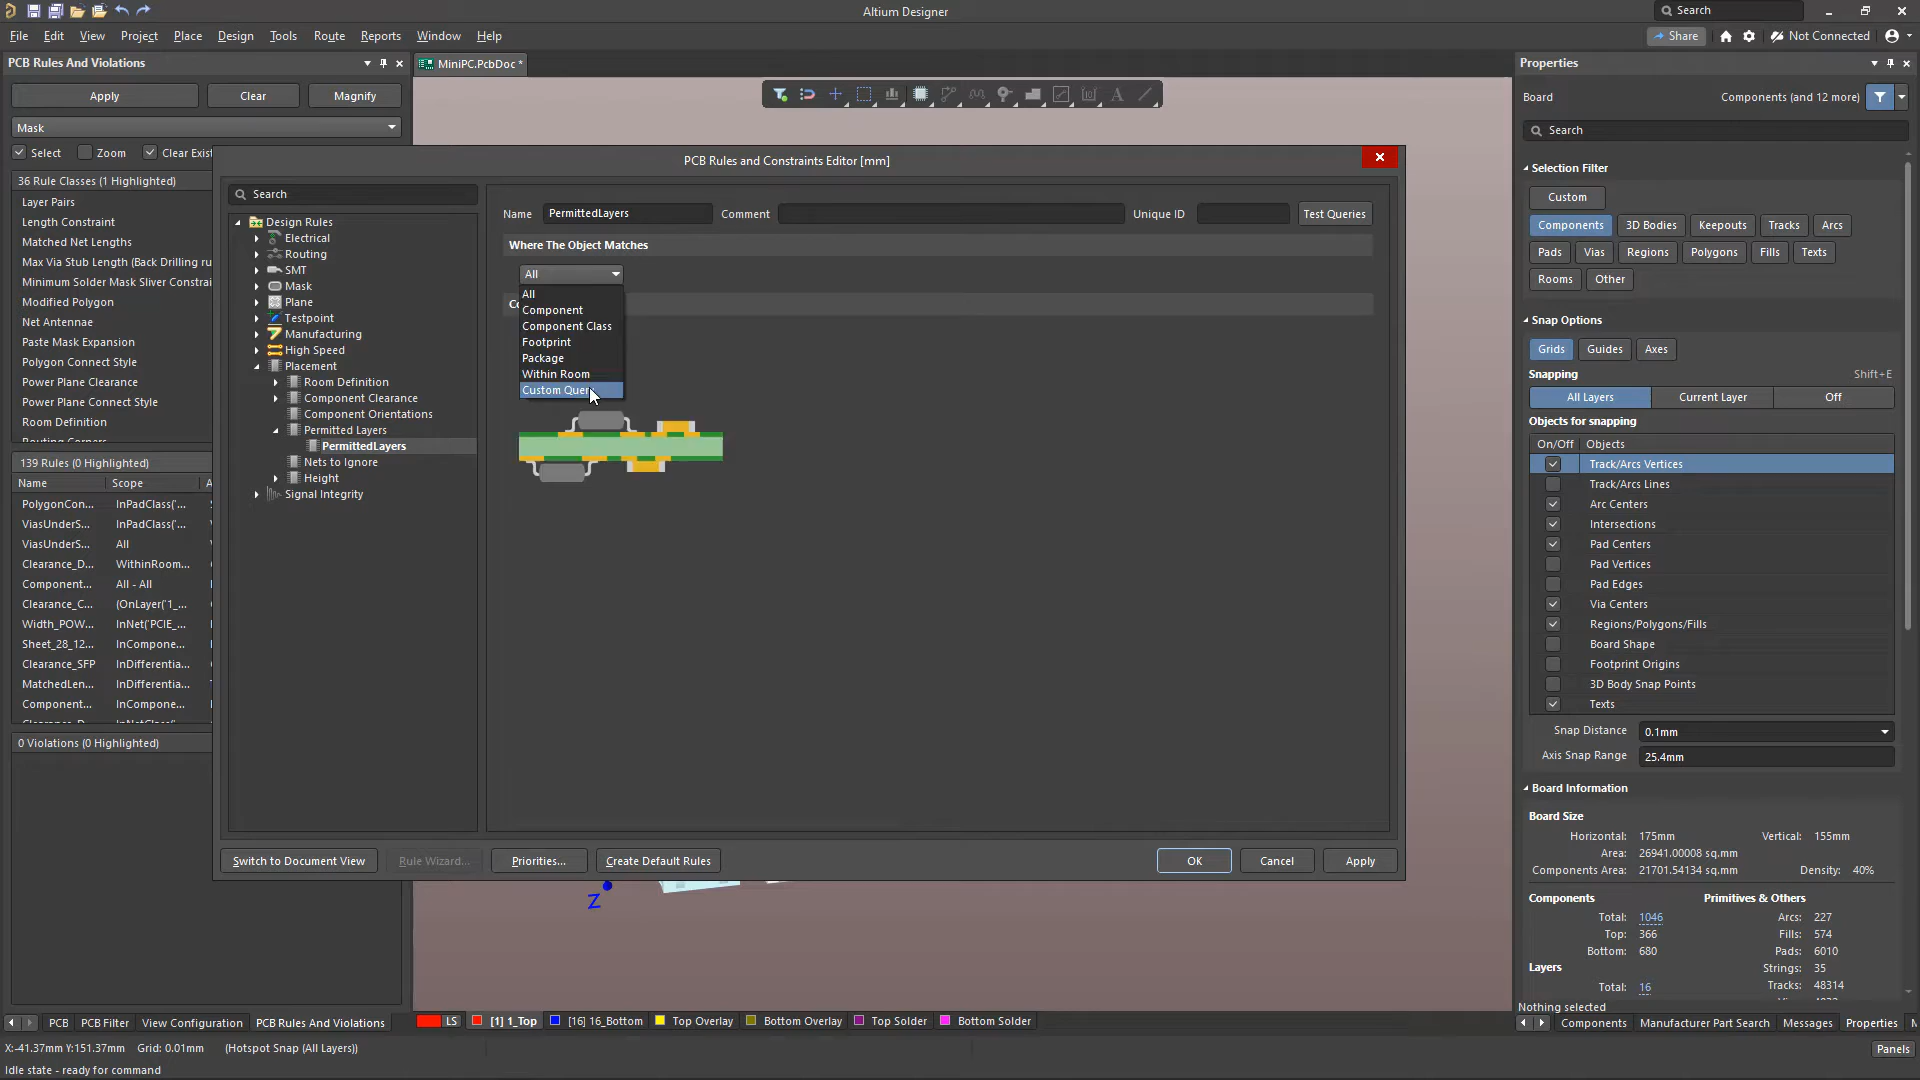 Altium Designer
Search
File Edit View Project Place Design Tools Route Reports Window Help
Share
Not Connected
PCB Rules And Violations
MiniPC.PcbDoc *
Properties
Apply Clear Magnify
Mask
Select Zoom Clear Exist
36 Rule Classes (1 Highlighted)
Layer Pairs
Length Constraint
Matched Net Lengths
Max Via Stub Length (Back Drilling ru
Minimum Solder Mask Sliver Constrai
Modified Polygon
Net Antennae
Paste Mask Expansion
Polygon Connect Style
Power Plane Clearance
Power Plane Connect Style
Room Definition
Routing Corners
139 Rules (0 Highlighted)
Name Scope A
PolygonCon... InPadClass('...
ViasUnderS... InPadClass('...
ViasUnderS... All
Clearance_D... WithinRoom...
Component... All - All
Clearance_C... (OnLayer('1_...
Width_POW... InNet('PCIE_...
Sheet_28_12... InCompone...
Clearance_SFP InDifferentia...
MatchedLen... InDifferentia...
Component... InCompone...
Clearance_D... InNetClass('...
0 Violations (0 Highlighted)
PCB Rules and Constraints Editor [mm]
Search
Design Rules
Electrical
Routing
SMT
Mask
Plane
Testpoint
Manufacturing
High Speed
Placement
Room Definition
Component Clearance
Component Orientations
Permitted Layers
PermittedLayers
Nets to Ignore
Height
Signal Integrity
Name PermittedLayers Comment Unique ID Test Queries
Where The Object Matches
All
All
Component
Component Class
Footprint
Package
Within Room
Custom Quer
Co
Switch to Document View Rule Wizard... Priorities... Create Default Rules OK Cancel Apply
Z
Board Components (and 12 more)
Search
Selection Filter
Custom
Components 3D Bodies Keepouts Tracks Arcs
Pads Vias Regions Polygons Fills Texts
Rooms Other
Snap Options
Grids Guides Axes
Snapping Shift+E
All Layers Current Layer Off
Objects for snapping
On/Off Objects
Track/Arcs Vertices
Track/Arcs Lines
Arc Centers
Intersections
Pad Centers
Pad Vertices
Pad Edges
Via Centers
Regions/Polygons/Fills
Board Shape
Footprint Origins
3D Body Snap Points
Texts
Snap Distance 0.1mm
Axis Snap Range 25.4mm
Board Information
Board Size
Horizontal: 175mm Vertical: 155mm
Area: 26941.00008 sq.mm
Components Area: 21701.54134 sq.mm Density: 40%
Components Primitives & Others
Total: 1046 Arcs: 227
Top: 366 Fills: 574
Bottom: 680 Pads: 6010
Layers Strings: 35
Total: 16 Tracks: 48314
Nothing selected
PCB PCB Filter View Configuration PCB Rules And Violations
LS [1] 1_Top [16] 16_Bottom Top Overlay Bottom Overlay Top Solder Bottom Solder
Components Manufacturer Part Search Messages Properties
X:-41.37mm Y:151.37mm Grid: 0.01mm (Hotspot Snap (All Layers))
Panels
Idle state - ready for command